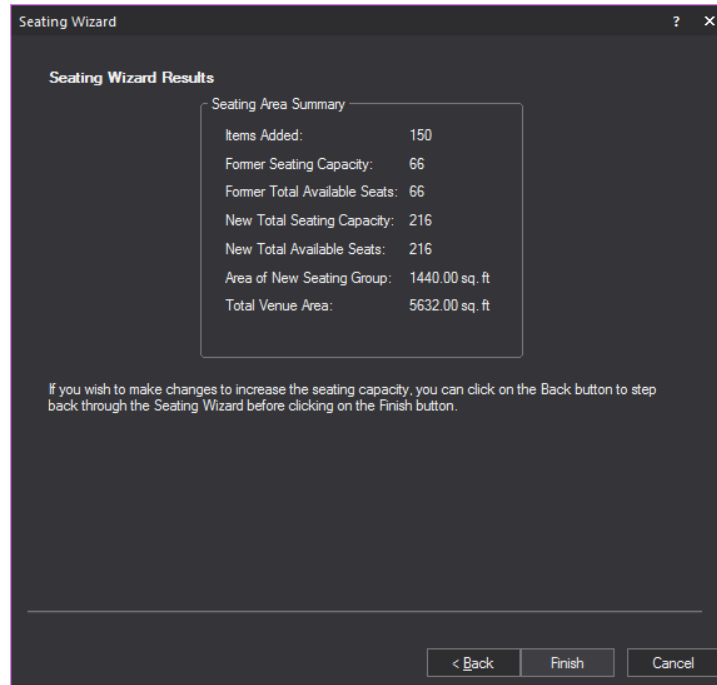 Seating Wizard ? ×
Seating Wizard Results
Seating Area Summary
Items Added: 150
Former Seating Capacity: 66
Former Total Available Seats: 66
New Total Seating Capacity: 216
New Total Available Seats: 216
Area of New Seating Group: 1440.00 sq. ft
Total Venue Area: 5632.00 sq. ft
If you wish to make changes to increase the seating capacity, you can click on the Back button to step
back through the Seating Wizard before clicking on the Finish button.
< Back Finish Cancel